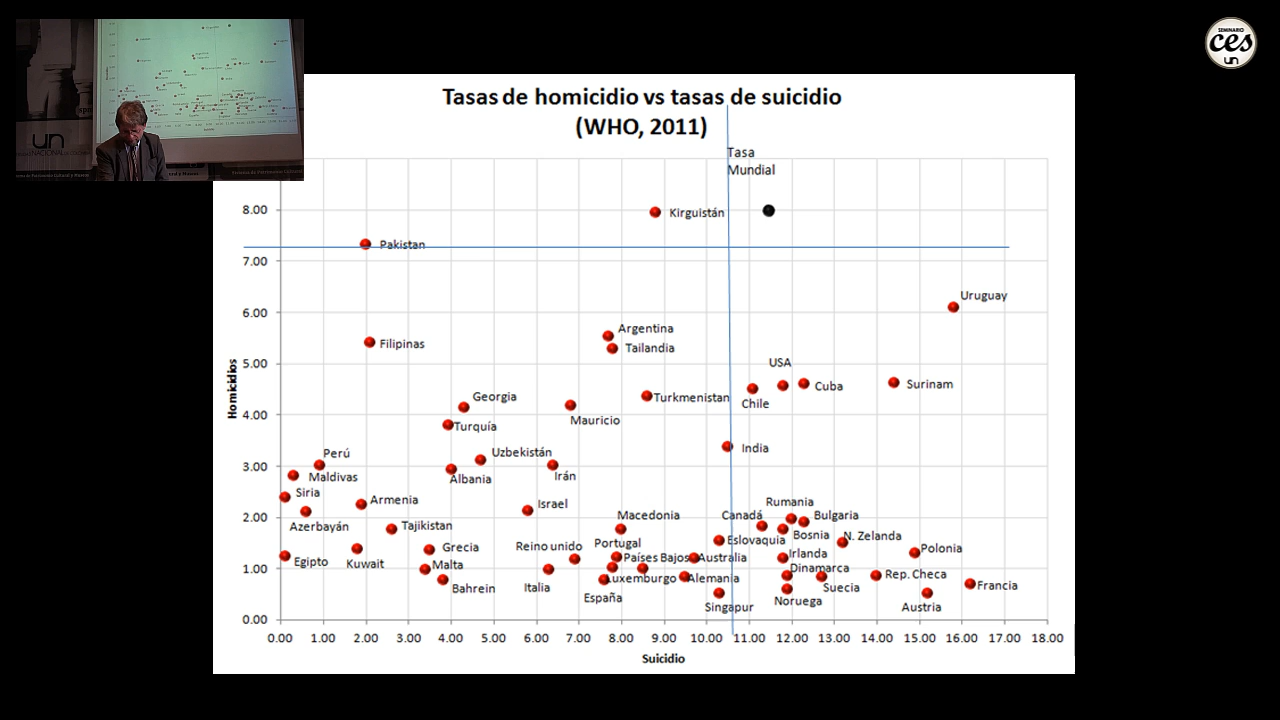 SEMINARIO
ces
un
un
Tasas de homicidio vs tasas de suicidio
(WHO, 2011)
Tasa
Mundial
8.00
Kirguistán
Pakistan
7.00
Uruguay
6.00
Argentina
Filipinas
Tailandia
5.00
USA
Cuba
Surinam
Georgia
Turkmenistan
Chile
4.00
Mauricio
Turquía
Homicidios
India
Perú
Uzbekistán
3.00
Maldivas
Albania
Irán
Siria
Armenia
Israel
Rumania
2.00
Macedonia
Canadá
Bulgaria
Azerbayán
Tajikistan
Bosnia
N. Zelanda
Portugal
Eslovaquia
Grecia
Reino unido
Polonia
Egipto
Kuwait
Malta
Países Bajos
Australia
Irlanda
1.00
Dinamarca
Luxemburgo
Alemania
Rep. Checa
Bahrein
Italia
Suecia
Francia
España
Singapur
Noruega
Austria
0.00
0.00 1.00 2.00 3.00 4.00 5.00 6.00 7.00 8.00 9.00 10.00 11.00 12.00 13.00 14.00 15.00 16.00 17.00 18.00
Suicidio